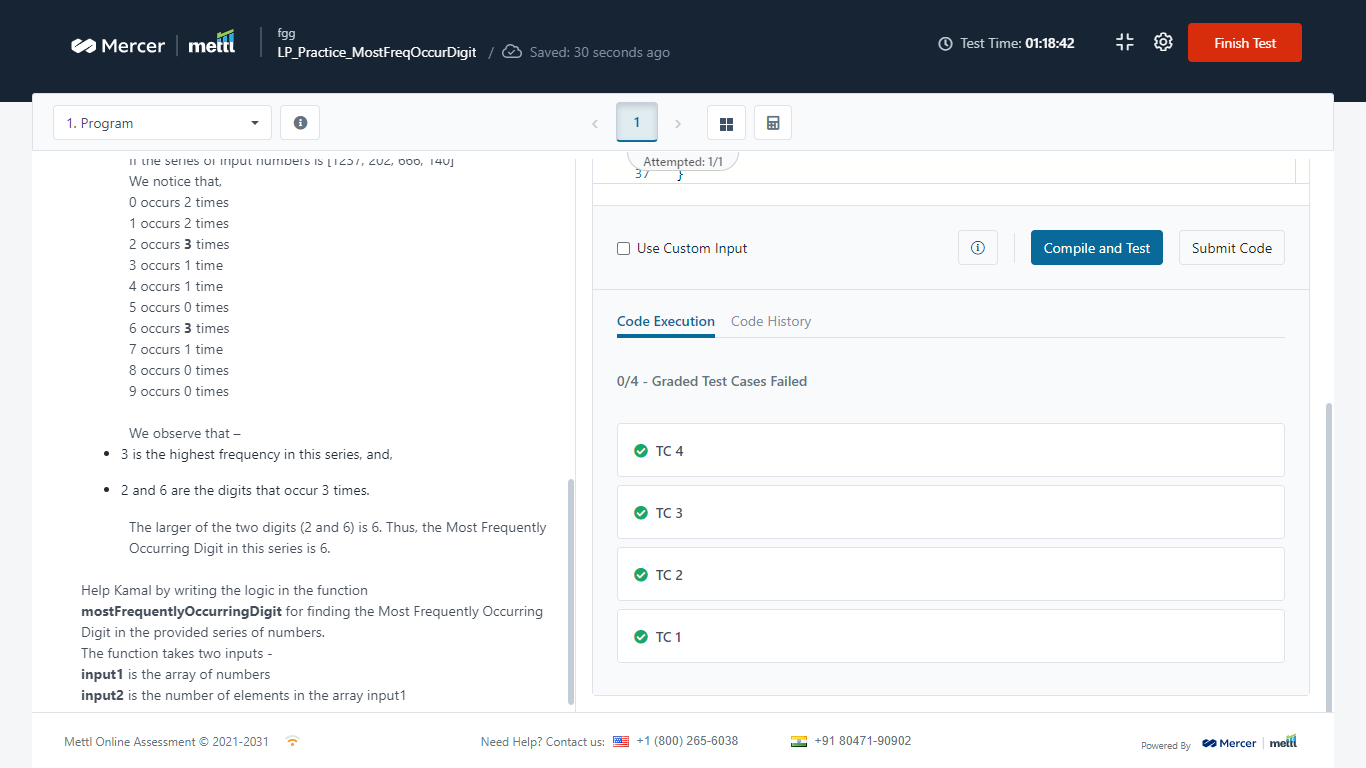 Mercer | mettl
fgg
LP_Practice_MostFreqOccurDigit / Saved: 30 seconds ago
Test Time: 01:18:42
Finish Test
1. Program
1
Attempted: 1/1
If the series of input numbers is [1237, 202, 666, 140]
We notice that,
0 occurs 2 times
1 occurs 2 times
2 occurs 3 times
3 occurs 1 time
4 occurs 1 time
5 occurs 0 times
6 occurs 3 times
7 occurs 1 time
8 occurs 0 times
9 occurs 0 times
We observe that –
• 3 is the highest frequency in this series, and,
• 2 and 6 are the digits that occur 3 times.
The larger of the two digits (2 and 6) is 6. Thus, the Most Frequently
Occurring Digit in this series is 6.
Help Kamal by writing the logic in the function
mostFrequentlyOccurringDigit for finding the Most Frequently Occurring
Digit in the provided series of numbers.
The function takes two inputs -
input1 is the array of numbers
input2 is the number of elements in the array input1
37 }
Use Custom Input
Compile and Test
Submit Code
Code Execution
Code History
0/4 - Graded Test Cases Failed
TC 4
TC 3
TC 2
TC 1
Mettl Online Assessment © 2021-2031
Need Help? Contact us: +1 (800) 265-6038
+91 80471-90902
Powered By Mercer | mettl